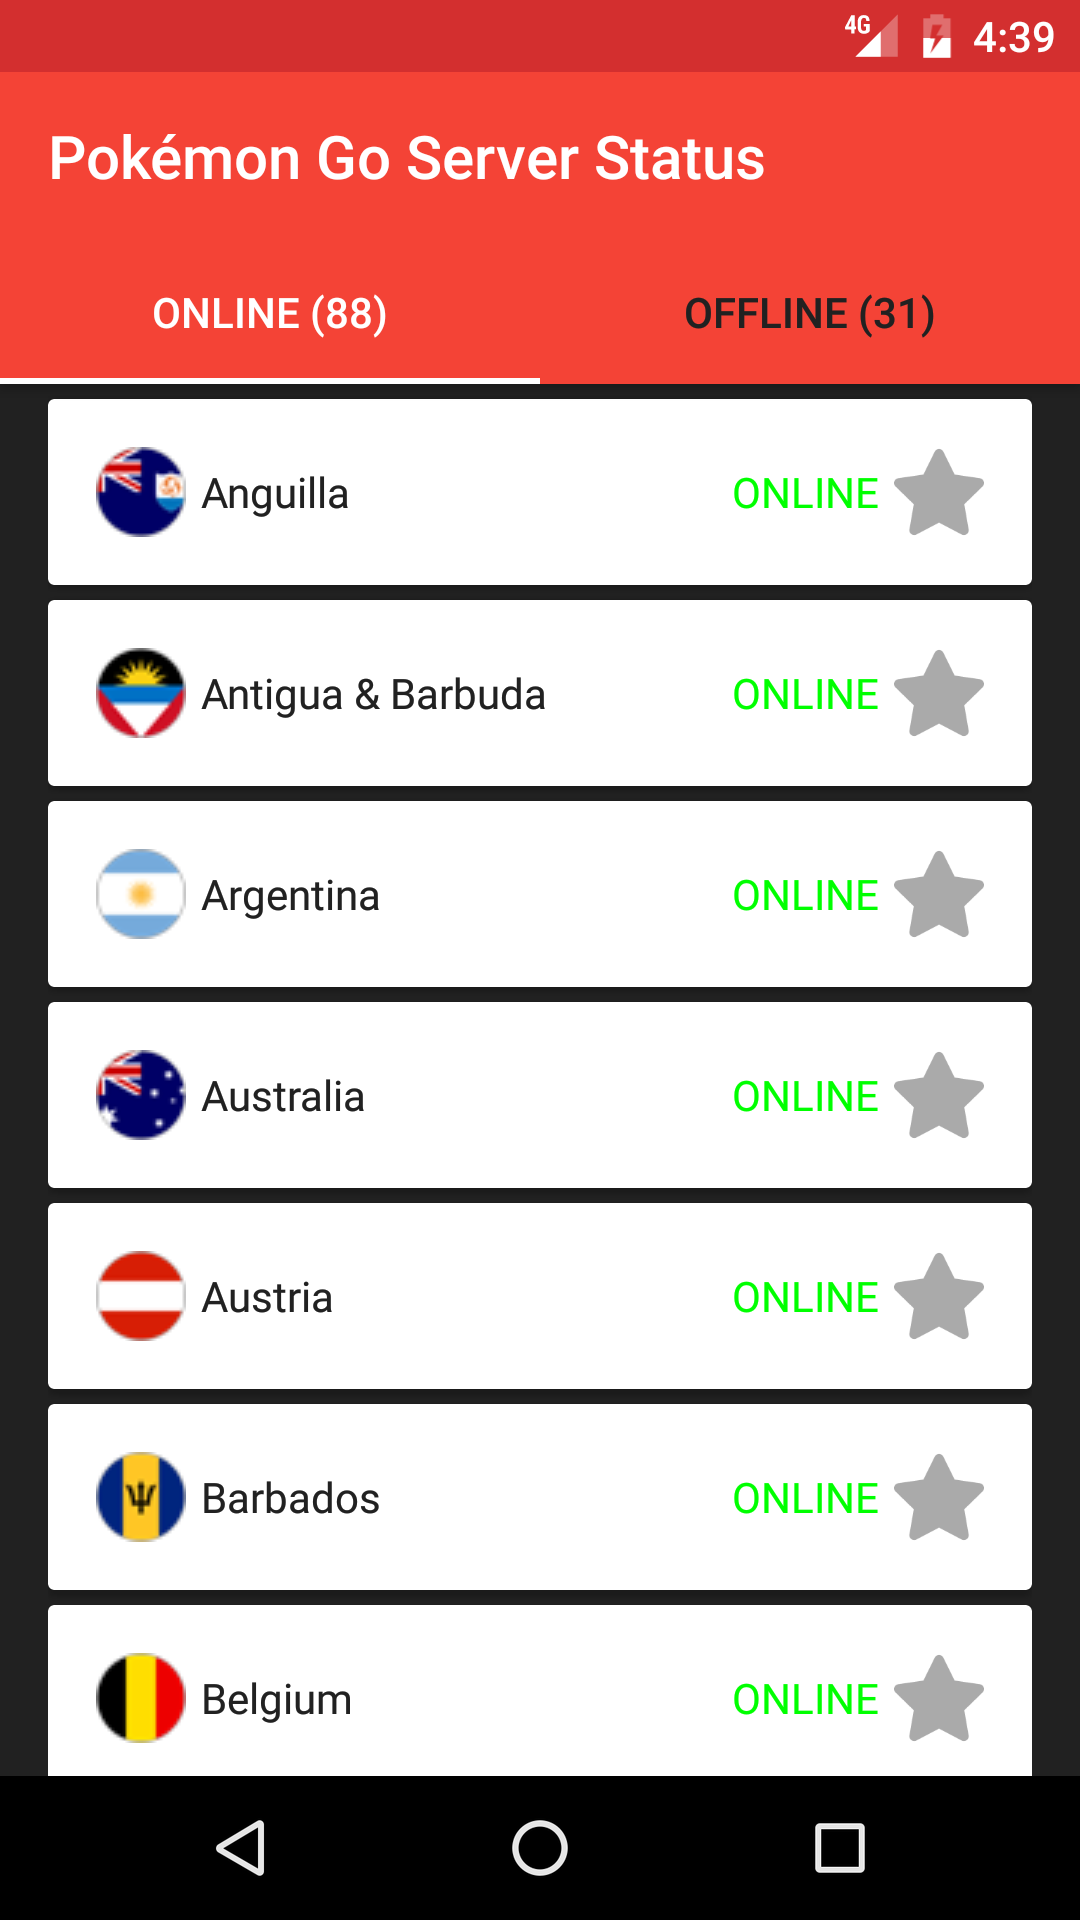 4G 4:39
Pokémon Go Server Status
ONLINE (88) OFFLINE (31)
Anguilla ONLINE
Antigua & Barbuda ONLINE
Argentina ONLINE
Australia ONLINE
Austria ONLINE
Barbados ONLINE
Belgium ONLINE